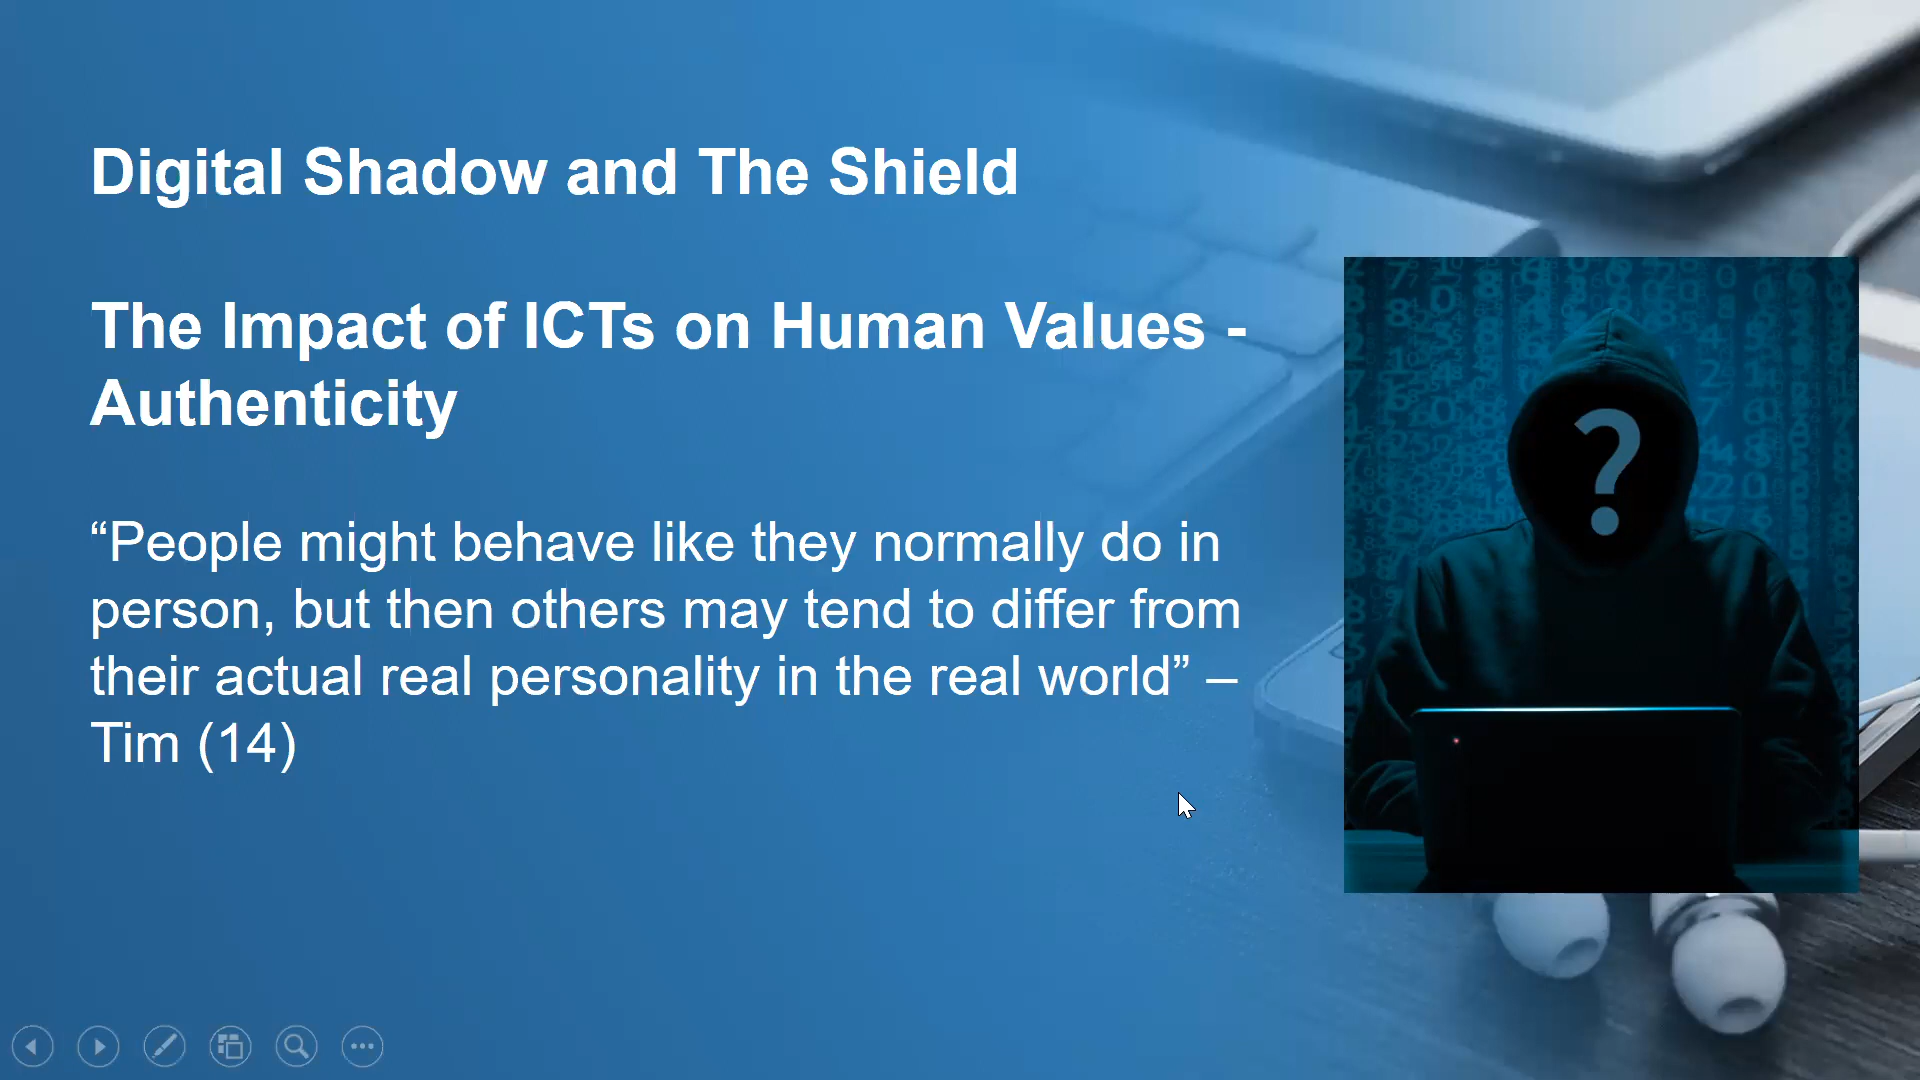 Digital Shadow and The Shield
The Impact of ICTs on Human Values -
Authenticity
“People might behave like they normally do in
person, but then others may tend to differ from
their actual real personality in the real world” –
Tim (14)
?